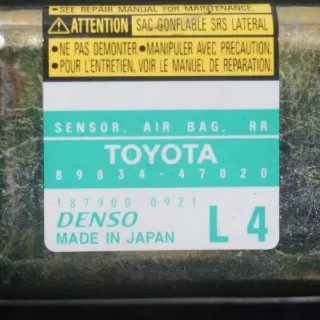 •SEE REPAIR MANUAL FOR MAINTENANCE.
ATTENTION SAC GONFLABLE SRS LATERAL
•NE PAS DEMONTER •MANIPULER AVEC PRECAUTION.
•POUR L'ENTRETIEN, VOIR LE MANUEL DE REPARATION.
SENSOR, AIR BAG, RR
TOYOTA
89834-47020
187900 0921
DENSO
MADE IN JAPAN
L 4